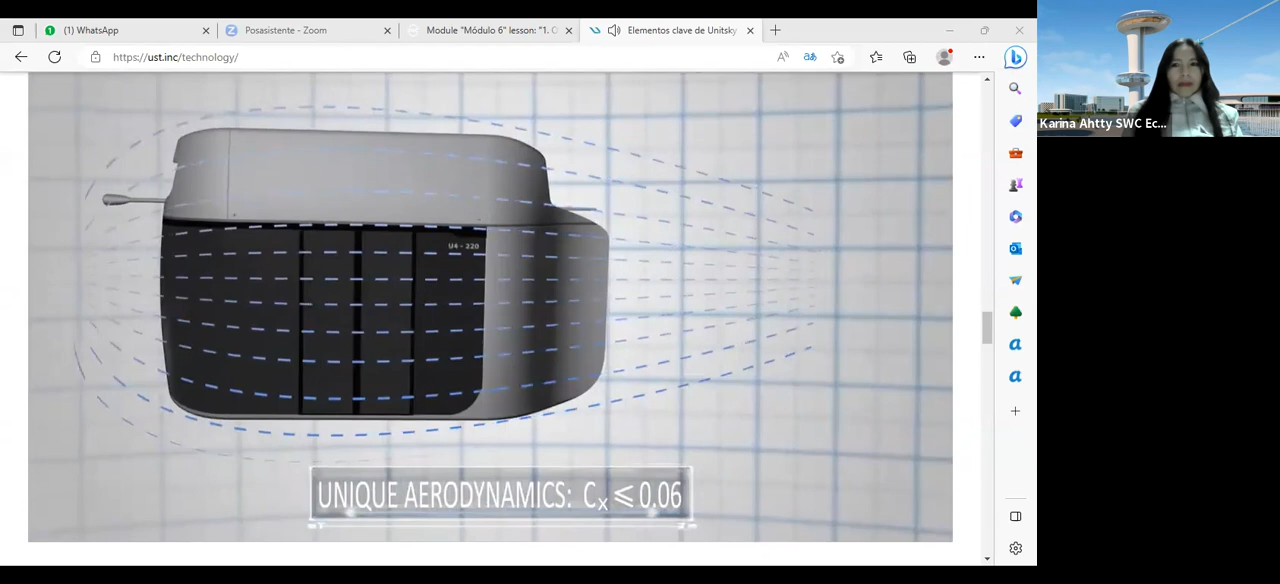 (1) WhatsApp
Posasistente - Zoom
Module "Módulo 6" lesson: "1. C
Elementos clave de Unitsky
https://ust.inc/technology/
Karina Ahtty SWC Ec...
U4 - 220
UNIQUE AERODYNAMICS: Cx ⩽ 0.06